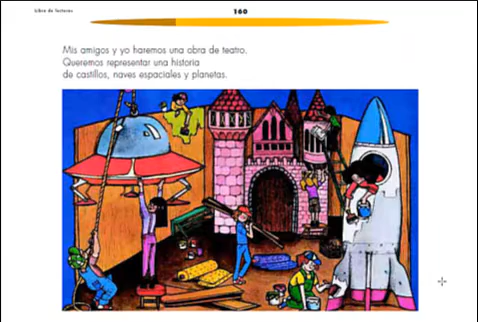 Libro de lecturas
160
Mis amigos y yo haremos una obra de teatro.
Queremos representar una historia
de castillos, naves espaciales y planetas.